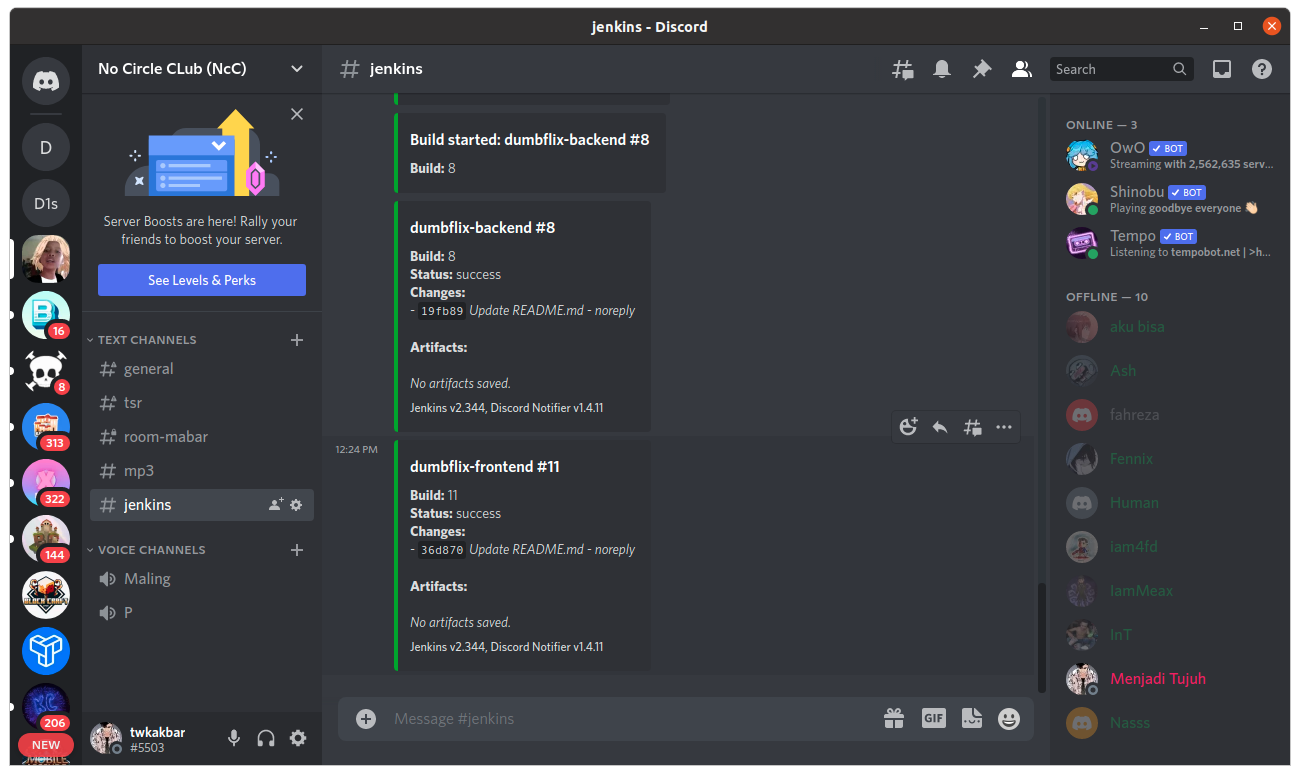 jenkins - Discord
D
D1s
16
8
313
322
144
206
NEW
No Circle CLub (NcC)
Server Boosts are here! Rally your
friends to boost your server.
See Levels & Perks
TEXT CHANNELS
general
tsr
room-mabar
mp3
jenkins
VOICE CHANNELS
Maling
P
twkakbar
#5503
jenkins
Search
Build started: dumbflix-backend #8
Build: 8
dumbflix-backend #8
Build: 8
Status: success
Changes:
- 19fb89 Update README.md - noreply
Artifacts:
No artifacts saved.
Jenkins v2.344, Discord Notifier v1.4.11
12:24 PM
dumbflix-frontend #11
Build: 11
Status: success
Changes:
- 36d870 Update README.md - noreply
Artifacts:
No artifacts saved.
Jenkins v2.344, Discord Notifier v1.4.11
Message #jenkins
GIF
ONLINE — 3
OwO ✓ BOT
Streaming with 2,562,635 serv...
Shinobu ✓ BOT
Playing goodbye everyone 👏🏻
Tempo ✓ BOT
Listening to tempobot.net | >h...
OFFLINE — 10
aku bisa
Ash
fahreza
Fennix
Human
iam4fd
IamMeax
InT
Menjadi Tujuh
Nasss